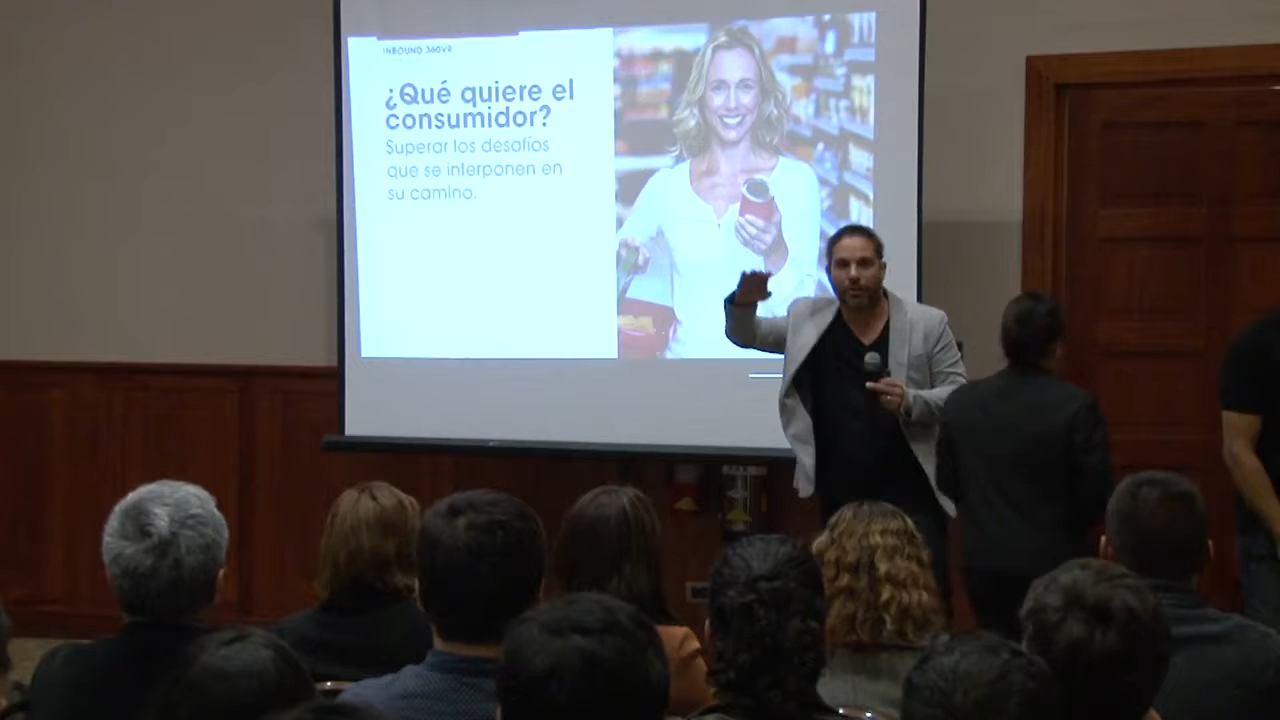 INBOUND 360VR
¿Qué quiere el
consumidor?
Superar los desafíos
que se interponen en
su camino.